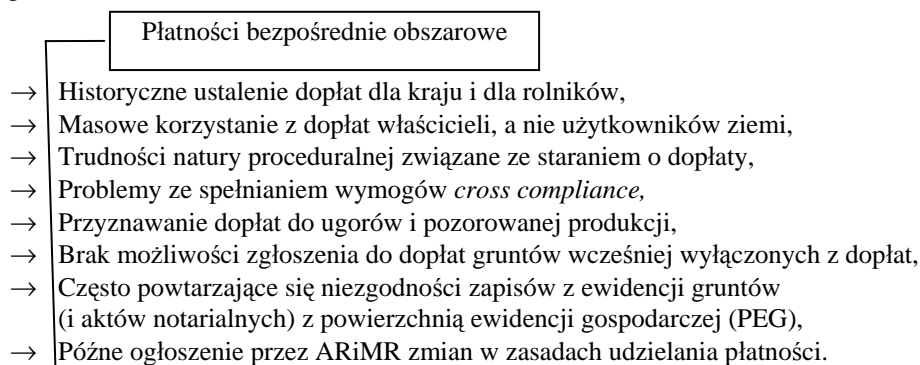 Płatności bezpośrednie obszarowe
→ Historyczne ustalenie dopłat dla kraju i dla rolników,
→ Masowe korzystanie z dopłat właścicieli, a nie użytkowników ziemi,
→ Trudności natury proceduralnej związane ze staraniem o dopłaty,
→ Problemy ze spełnianiem wymogów cross compliance,
→ Przyznawanie dopłat do ugorów i pozorowanej produkcji,
→ Brak możliwości zgłoszenia do dopłat gruntów wcześniej wyłączonych z dopłat,
→ Często powtarzające się niezgodności zapisów z ewidencji gruntów
(i aktów notarialnych) z powierzchnią ewidencji gospodarczej (PEG),
→ Późne ogłoszenie przez ARiMR zmian w zasadach udzielania płatności.